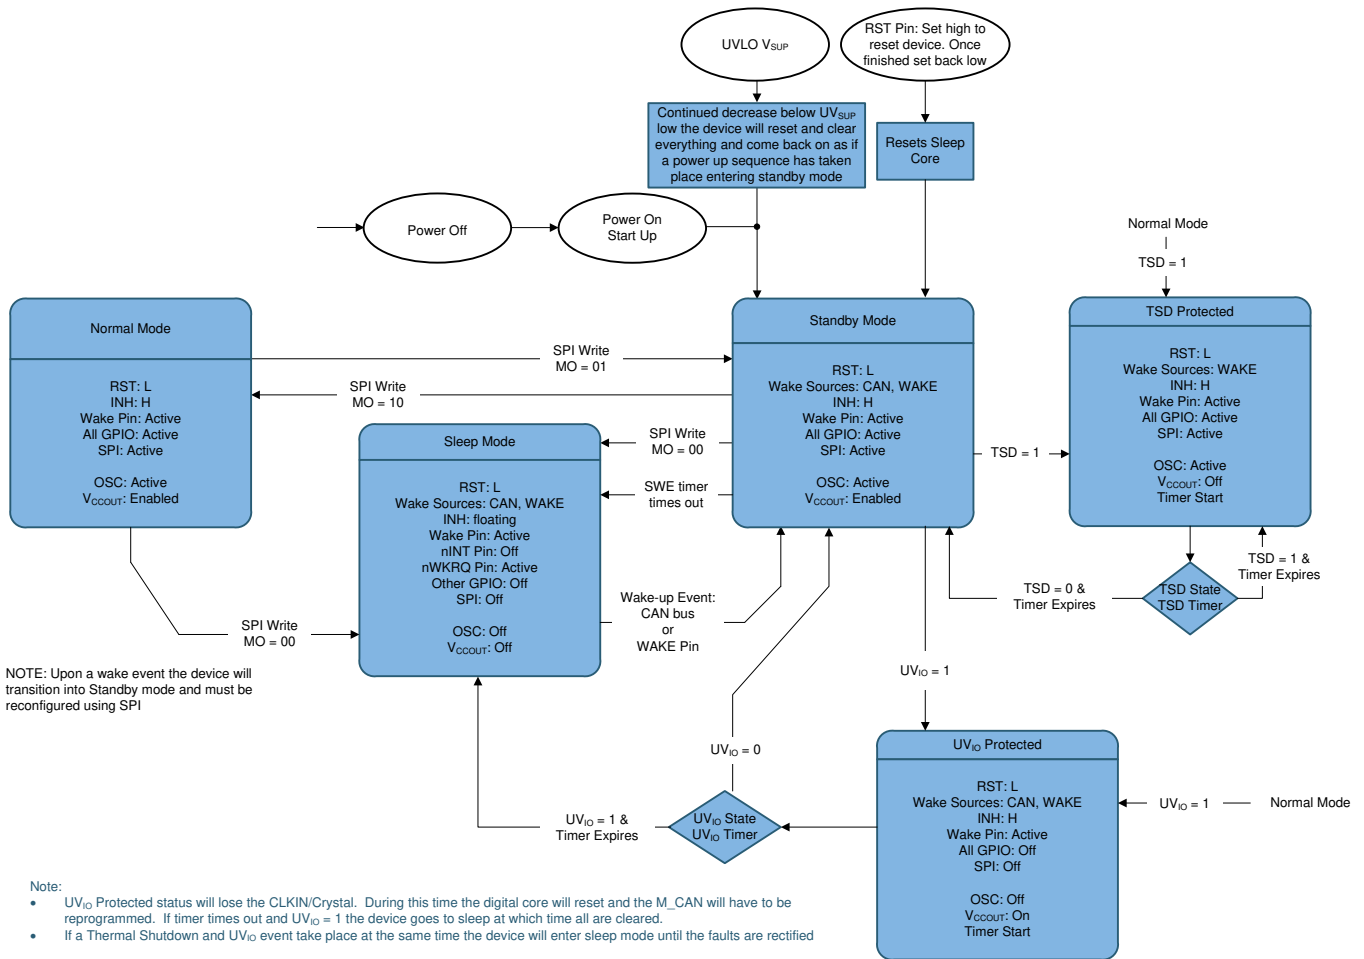 UVLO VSUP
RST Pin: Set high to
reset device. Once
finished set back low
Continued decrease below UVSUP
low the device will reset and clear
everything and come back on as if
a power up sequence has taken
place entering standby mode
Resets Sleep
Core
Power Off
Power On
Start Up
Normal Mode
TSD = 1
Normal Mode
RST: L
INH: H
Wake Pin: Active
All GPIO: Active
SPI: Active
OSC: Active
VCCOUT: Enabled
SPI Write
MO = 01
SPI Write
MO = 10
Standby Mode
RST: L
Wake Sources: CAN, WAKE
INH: H
Wake Pin: Active
All GPIO: Active
SPI: Active
OSC: Active
VCCOUT: Enabled
TSD = 1
TSD Protected
RST: L
Wake Sources: WAKE
INH: H
Wake Pin: Active
All GPIO: Active
SPI: Active
OSC: Active
VCCOUT: Off
Timer Start
Sleep Mode
RST: L
Wake Sources: CAN, WAKE
INH: floating
Wake Pin: Active
nINT Pin: Off
nWKRQ Pin: Active
Other GPIO: Off
SPI: Off
OSC: Off
VCCOUT: Off
SPI Write
MO = 00
SWE timer
times out
Wake-up Event:
CAN bus
or
WAKE Pin
TSD = 0 &
Timer Expires
TSD State
TSD Timer
TSD = 1 &
Timer Expires
SPI Write
MO = 00
NOTE: Upon a wake event the device will
transition into Standby mode and must be
reconfigured using SPI
UVIO = 1
UVIO = 0
UVIO Protected
RST: L
Wake Sources: CAN, WAKE
INH: H
Wake Pin: Active
All GPIO: Off
SPI: Off
OSC: Off
VCCOUT: On
Timer Start
UVIO = 1
Normal Mode
UVIO State
UVIO Timer
UVIO = 1 &
Timer Expires
Note:
• UVIO Protected status will lose the CLKIN/Crystal. During this time the digital core will reset and the M_CAN will have to be
reprogrammed. If timer times out and UVIO = 1 the device goes to sleep at which time all are cleared.
• If a Thermal Shutdown and UVIO event take place at the same time the device will enter sleep mode until the faults are rectified